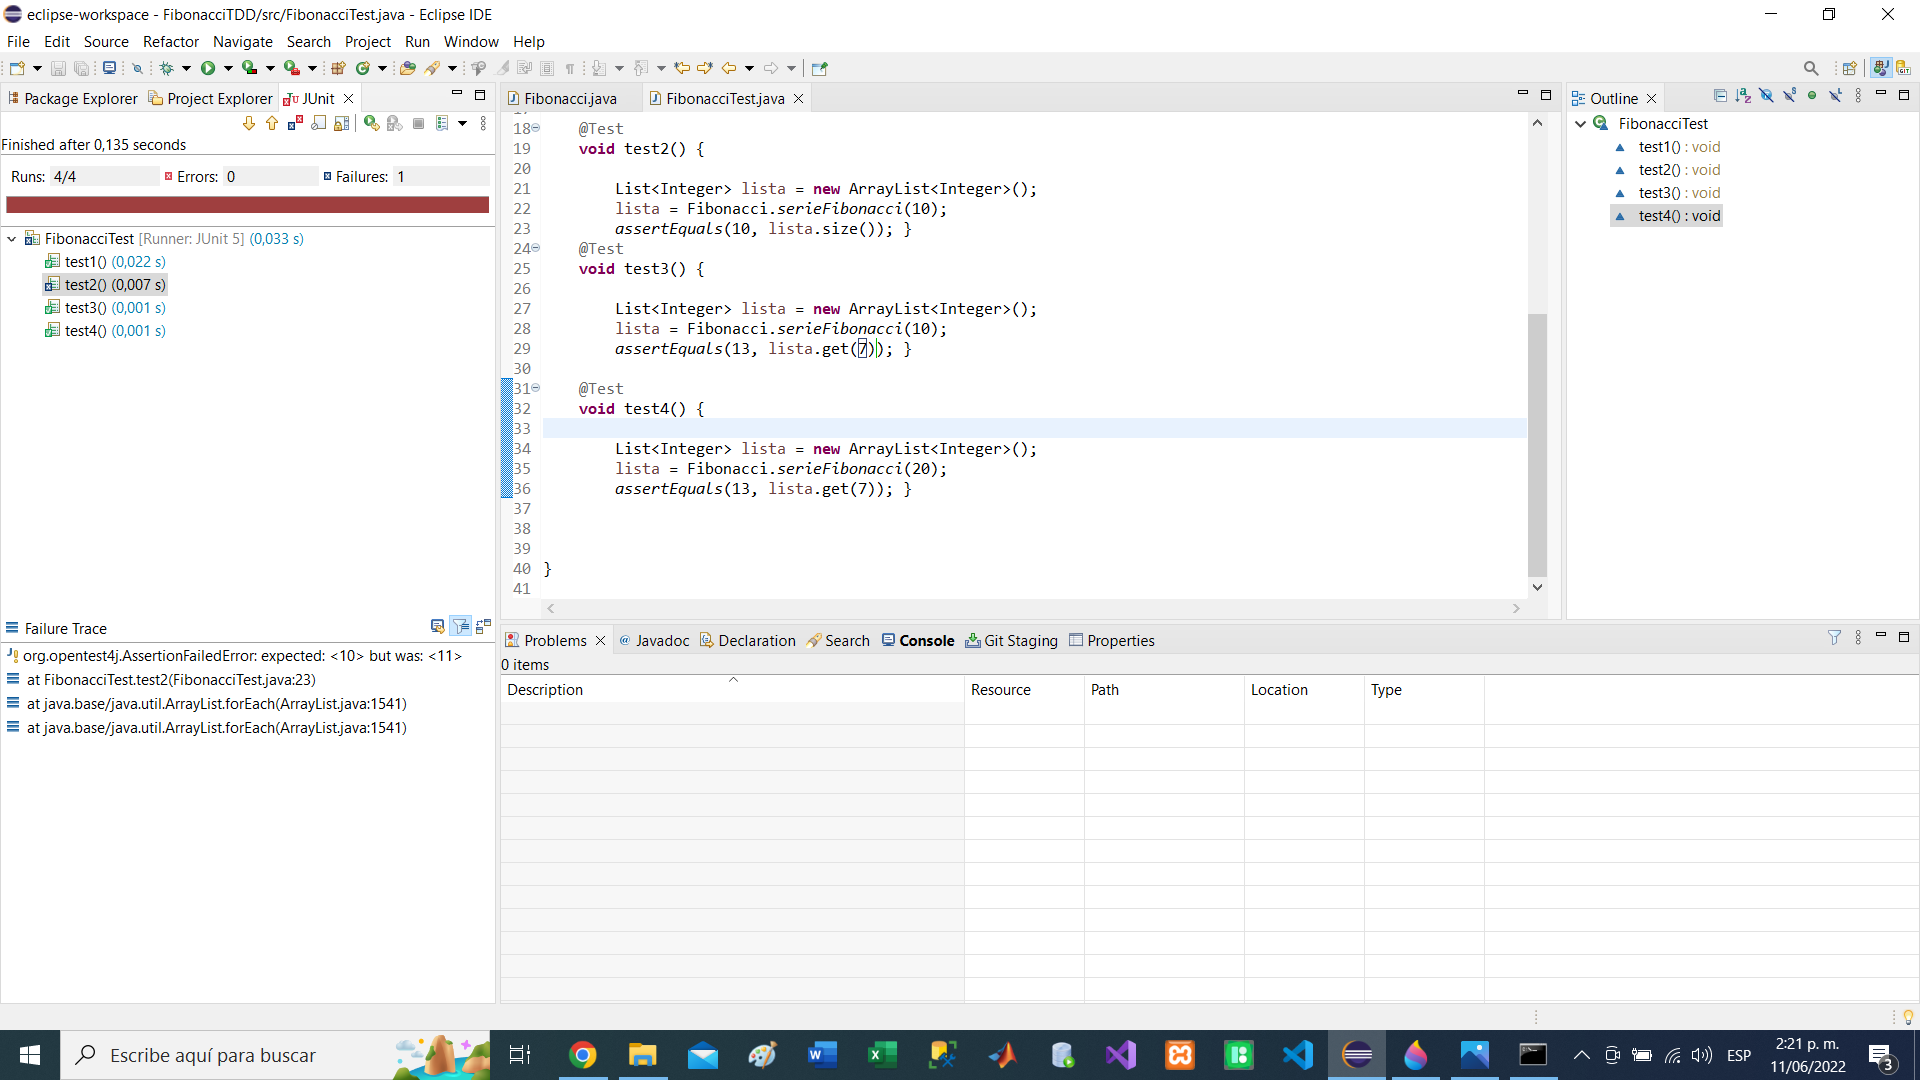 eclipse-workspace - FibonacciTDD/src/FibonacciTest.java - Eclipse IDE
File Edit Source Refactor Navigate Search Project Run Window Help
Package Explorer Project Explorer JUnit
Finished after 0,135 seconds
Runs: 4/4 Errors: 0 Failures: 1
FibonacciTest [Runner: JUnit 5] (0,033 s)
test1() (0,022 s)
test2() (0,007 s)
test3() (0,001 s)
test4() (0,001 s)
Failure Trace
org.opentest4j.AssertionFailedError: expected: <10> but was: <11>
at FibonacciTest.test2(FibonacciTest.java:23)
at java.base/java.util.ArrayList.forEach(ArrayList.java:1541)
at java.base/java.util.ArrayList.forEach(ArrayList.java:1541)
Fibonacci.java FibonacciTest.java
18 @Test
19 void test2() {
20
21 List<Integer> lista = new ArrayList<Integer>();
22 lista = Fibonacci.serieFibonacci(10);
23 assertEquals(10, lista.size()); }
24 @Test
25 void test3() {
26
27 List<Integer> lista = new ArrayList<Integer>();
28 lista = Fibonacci.serieFibonacci(10);
29 assertEquals(13, lista.get(7)); }
30
31 @Test
32 void test4() {
33
34 List<Integer> lista = new ArrayList<Integer>();
35 lista = Fibonacci.serieFibonacci(20);
36 assertEquals(13, lista.get(7)); }
37
38
39
40 }
41
Outline
FibonacciTest
test1() : void
test2() : void
test3() : void
test4() : void
Problems Javadoc Declaration Search Console Git Staging Properties
0 items
Description Resource Path Location Type
Escribe aquí para buscar
ESP
2:21 p. m.
11/06/2022
3